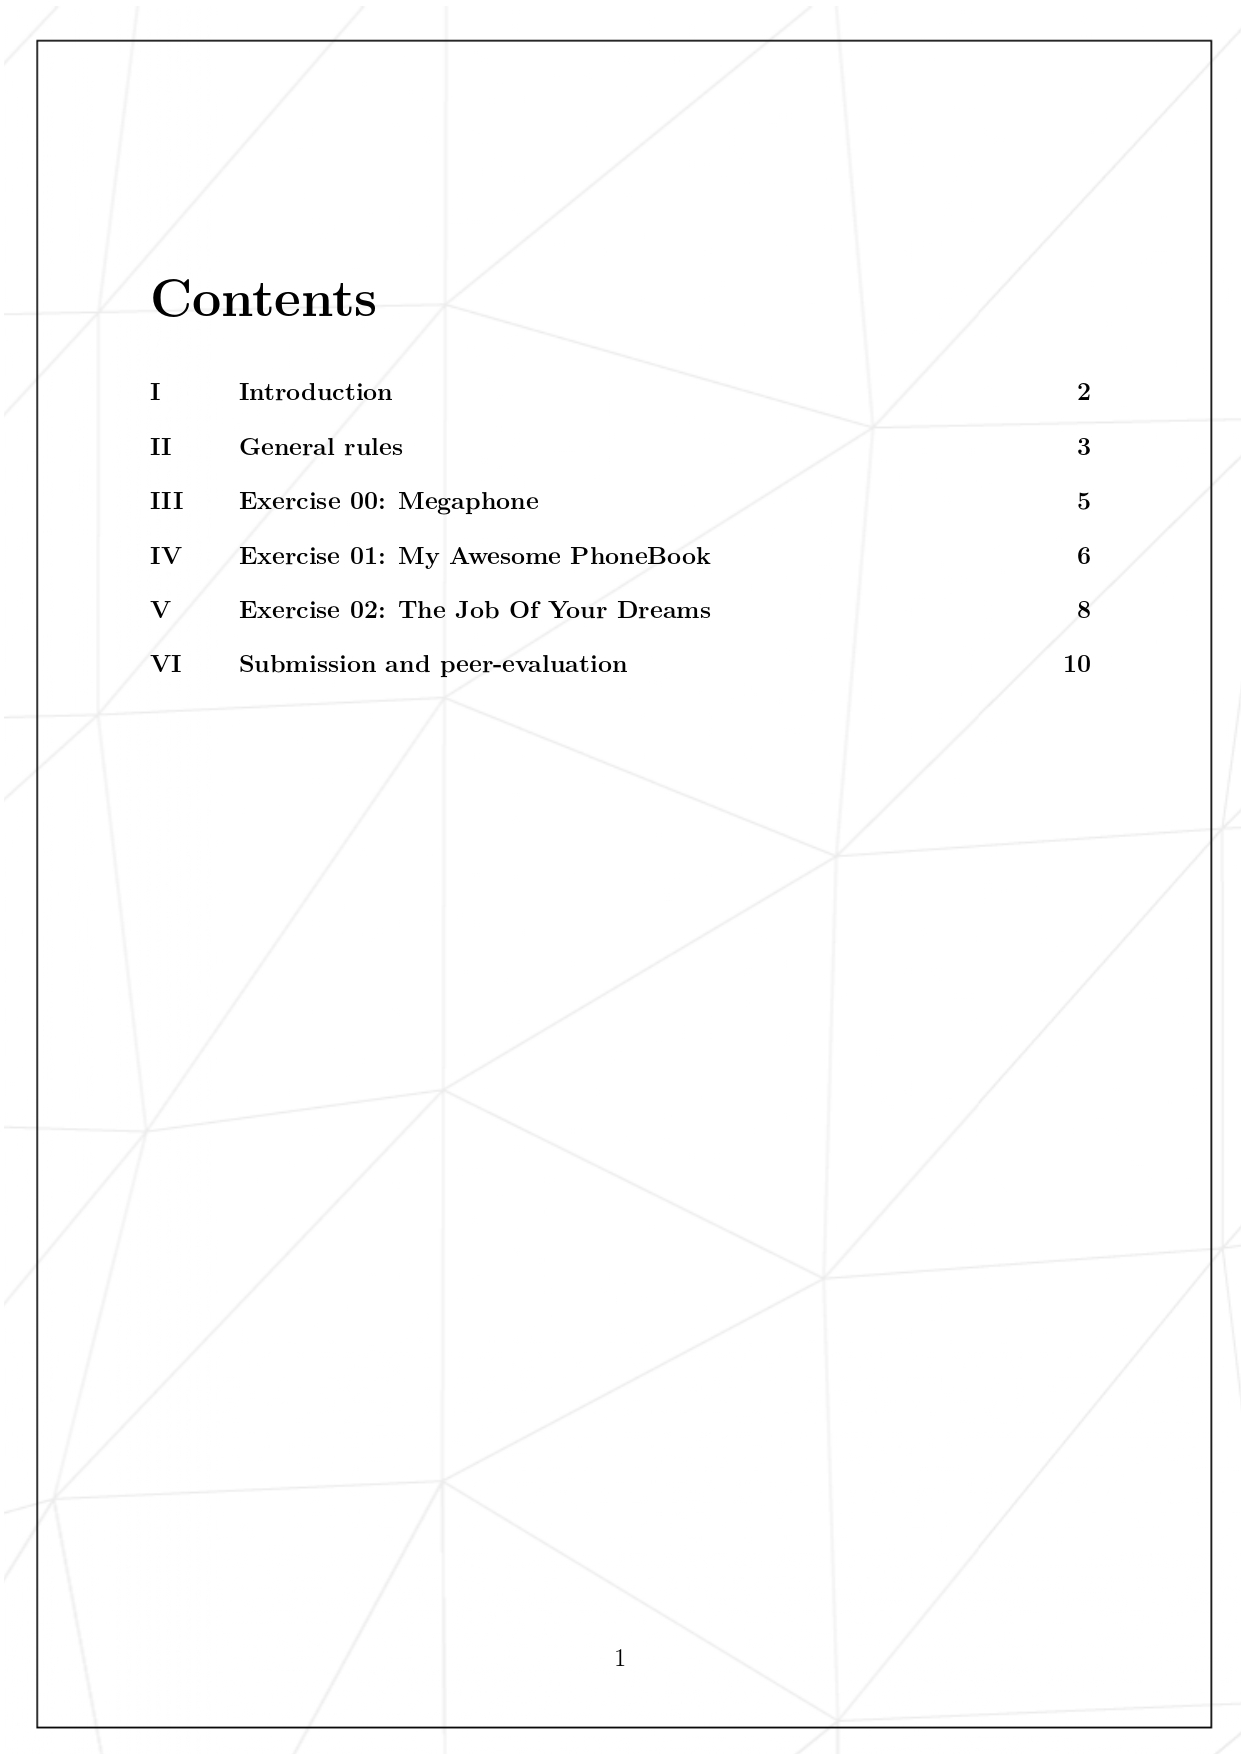 Contents
I Introduction 2
II General rules 3
III Exercise 00: Megaphone 5
IV Exercise 01: My Awesome PhoneBook 6
V Exercise 02: The Job Of Your Dreams 8
VI Submission and peer-evaluation 10
1